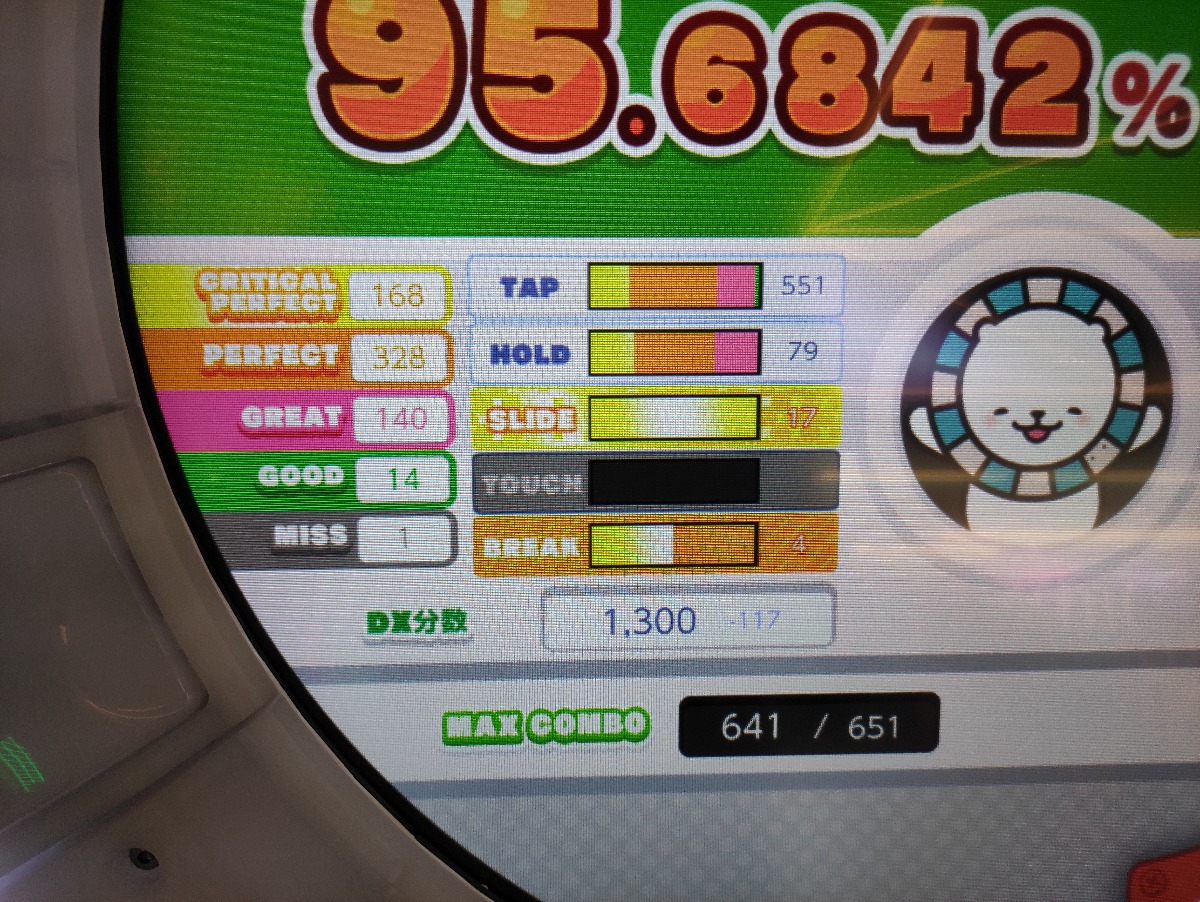 95.6842%
CRITICAL PERFECT 168
PERFECT 328
GREAT 140
GOOD 14
MISS 1
TAP 551
HOLD 79
SLIDE 17
TOUCH
BREAK 4
DX分数 1,300 -117
MAX COMBO 641 / 651